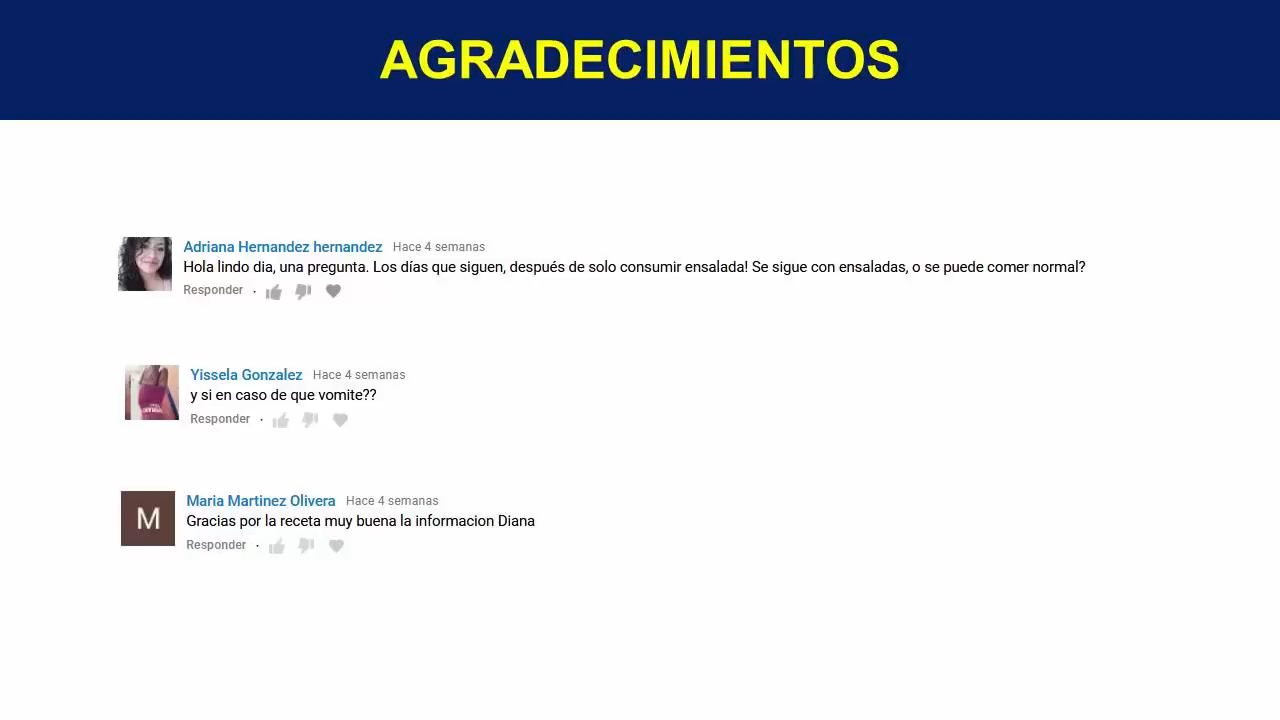 AGRADECIMIENTOS
Adriana Hernandez hernandez Hace 4 semanas
Hola lindo dia, una pregunta. Los días que siguen, después de solo consumir ensalada! Se sigue con ensaladas, o se puede comer normal?
Responder ·
Yissela Gonzalez Hace 4 semanas
y si en caso de que vomite??
Responder ·
M
Maria Martinez Olivera Hace 4 semanas
Gracias por la receta muy buena la informacion Diana
Responder ·